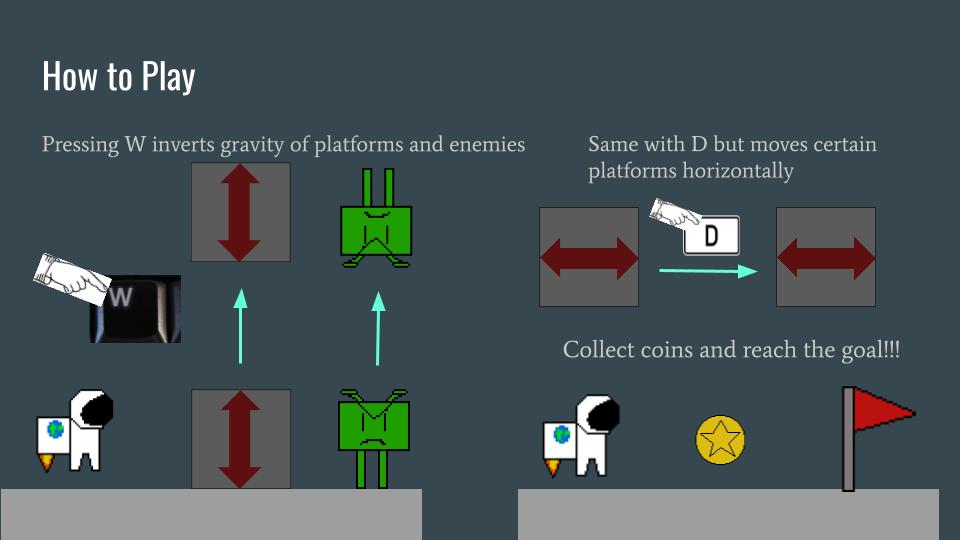 How to Play
Pressing W inverts gravity of platforms and enemies
Same with D but moves certain
platforms horizontally
D
W
Collect coins and reach the goal!!!